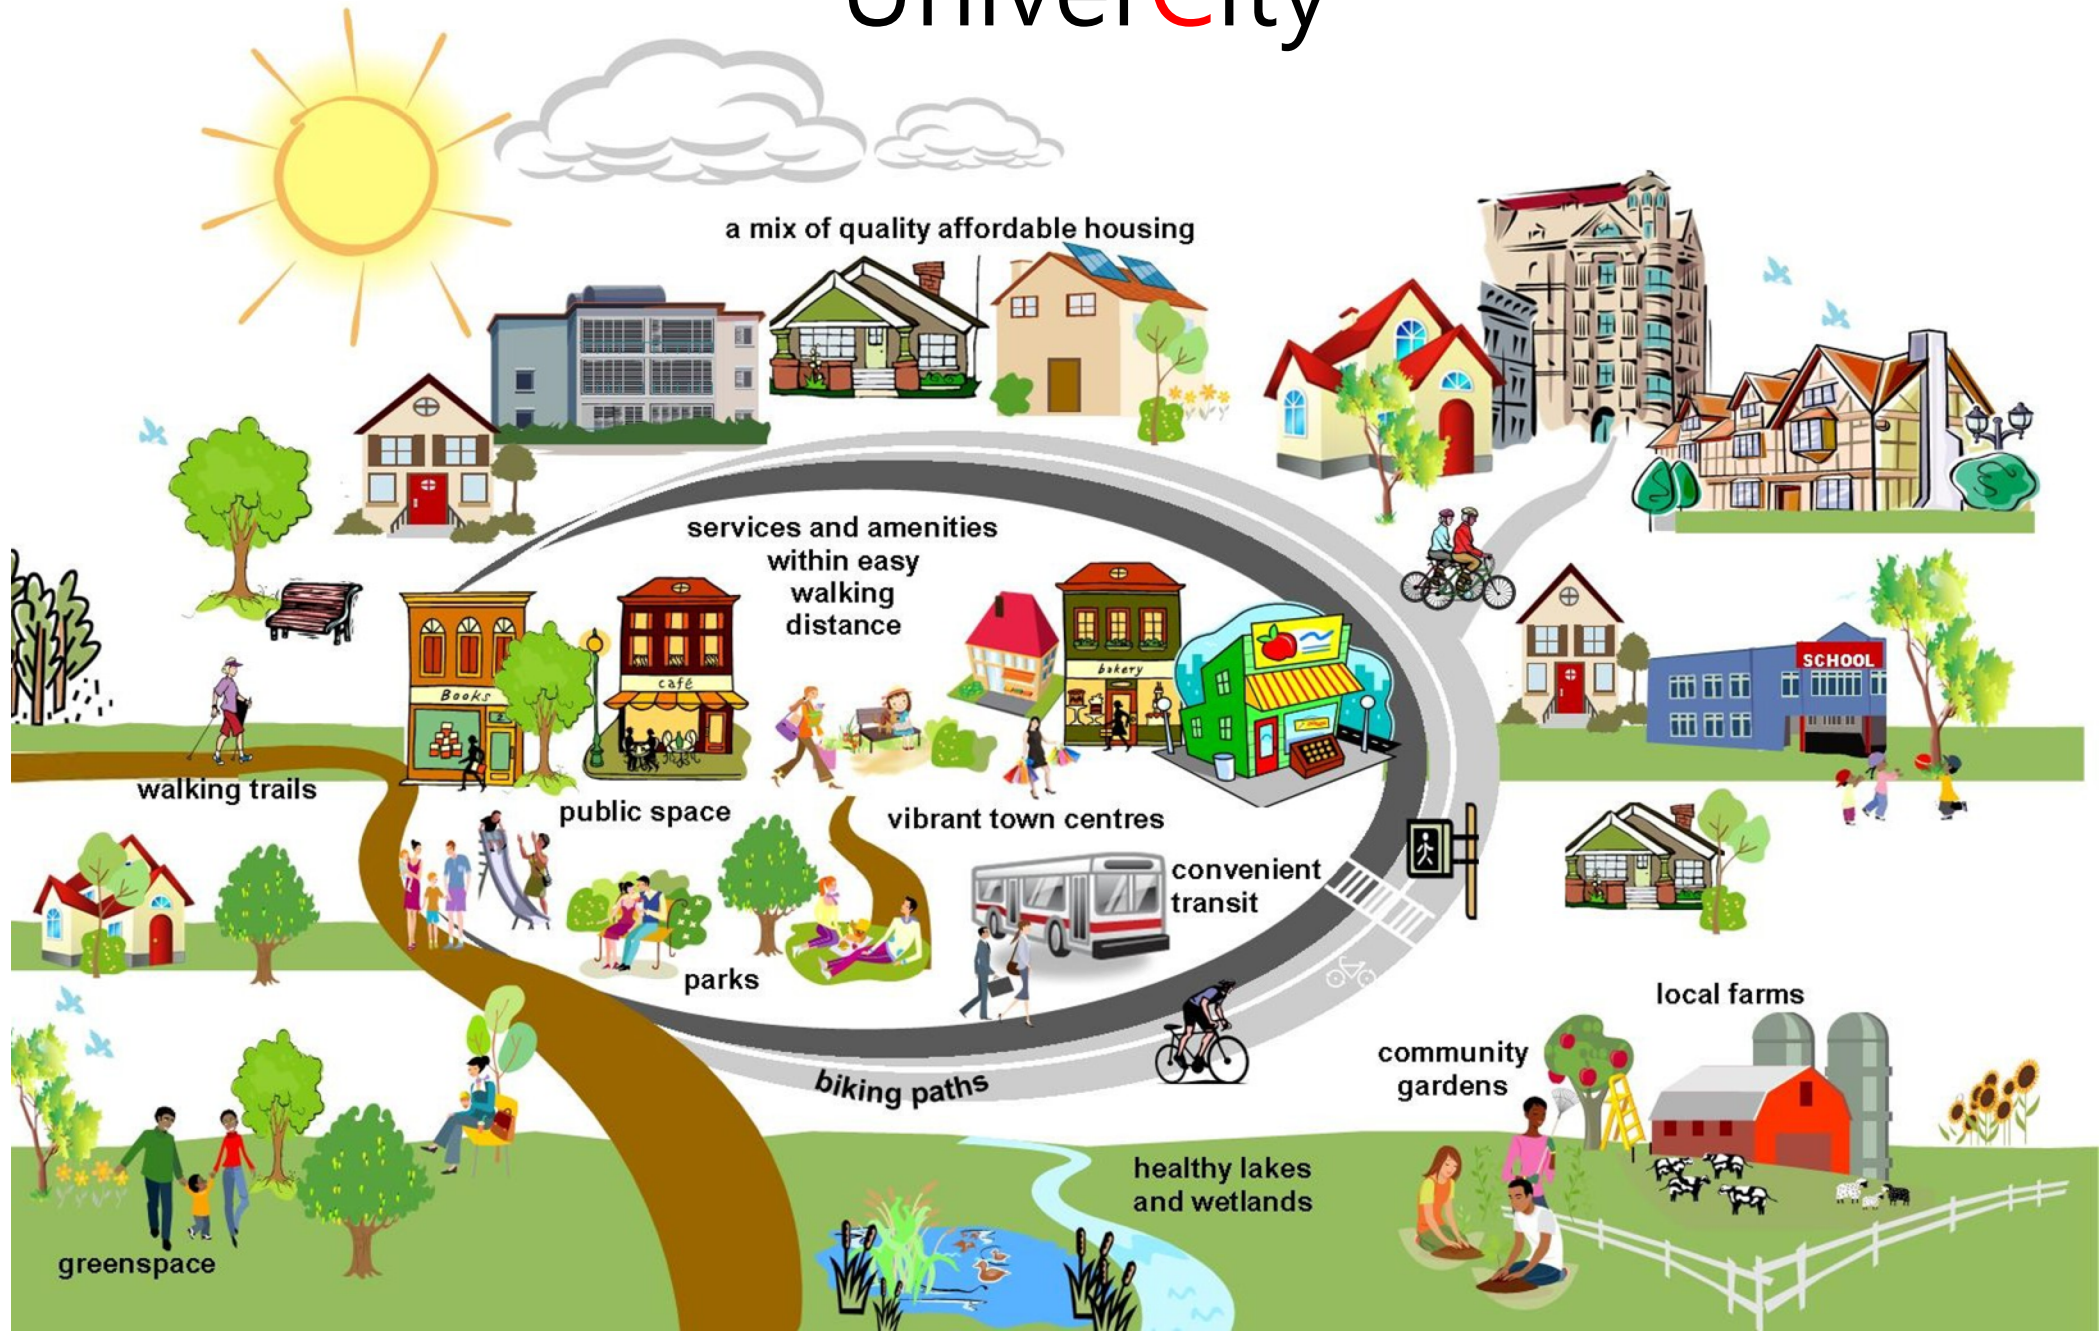 UniverCity
a mix of quality affordable housing
services and amenities
within easy
walking
distance
SCHOOL
bakery
café
Books
walking trails
public space
vibrant town centres
convenient
transit
parks
local farms
community
gardens
biking paths
healthy lakes
and wetlands
greenspace